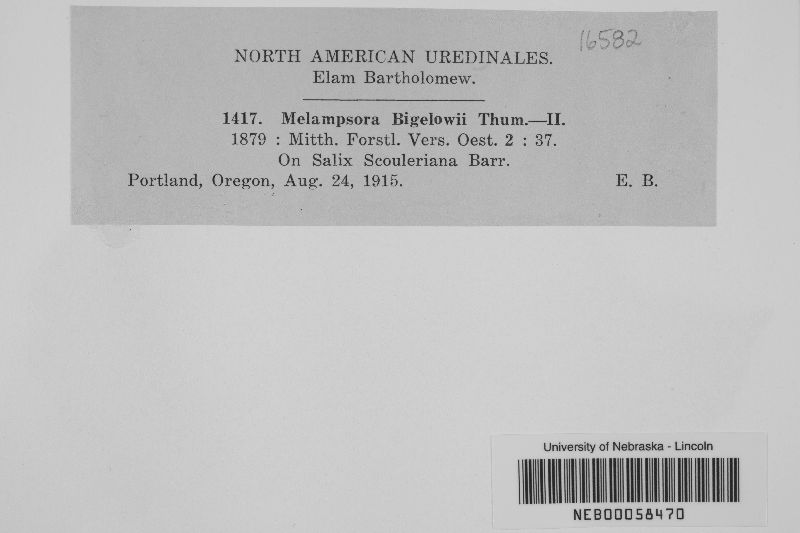 16582
NORTH AMERICAN UREDINALES.
Elam Bartholomew.
1417. Melampsora Bigelowii Thum.—II.
1879 : Mitth. Forstl. Vers. Oest. 2 : 37.
On Salix Scouleriana Barr.
Portland, Oregon, Aug. 24, 1915. E. B.
University of Nebraska - Lincoln
NEB00058470